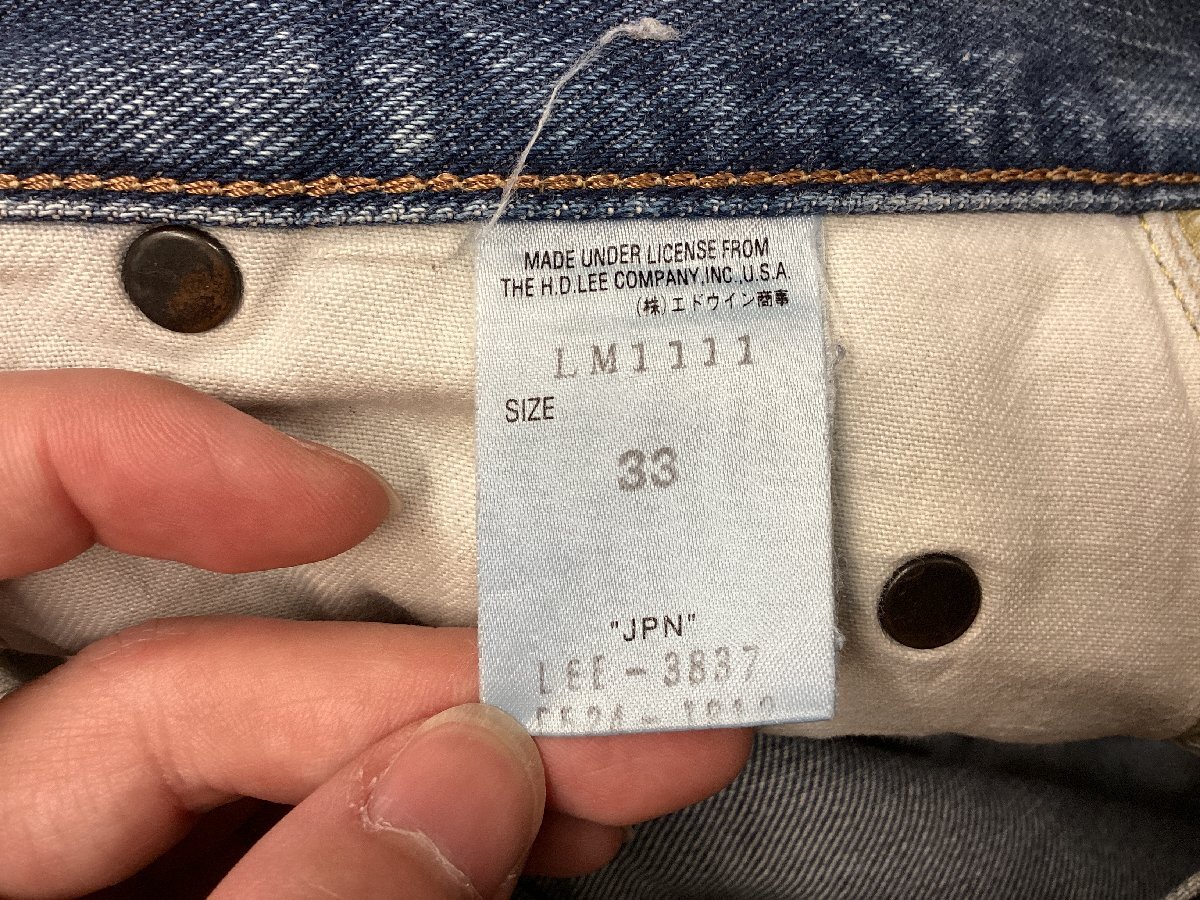 MADE UNDER LICENSE FROM
THE H.D.LEE COMPANY,INC.,U.S.A.
(株)エドウイン商事
LM1111
SIZE
33
"JPN"
LEE-3837